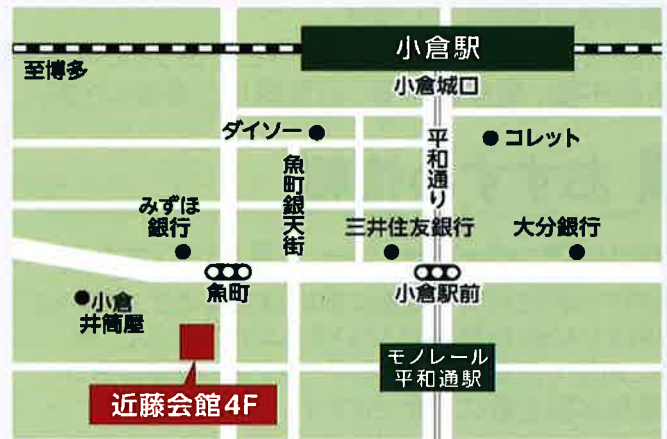 小倉駅
至博多
小倉城口
ダイソー
コレット
平和通り
魚町銀天街
みずほ
銀行
三井住友銀行
大分銀行
魚町
小倉駅前
小倉
井筒屋
モノレール
平和通駅
近藤会館4F